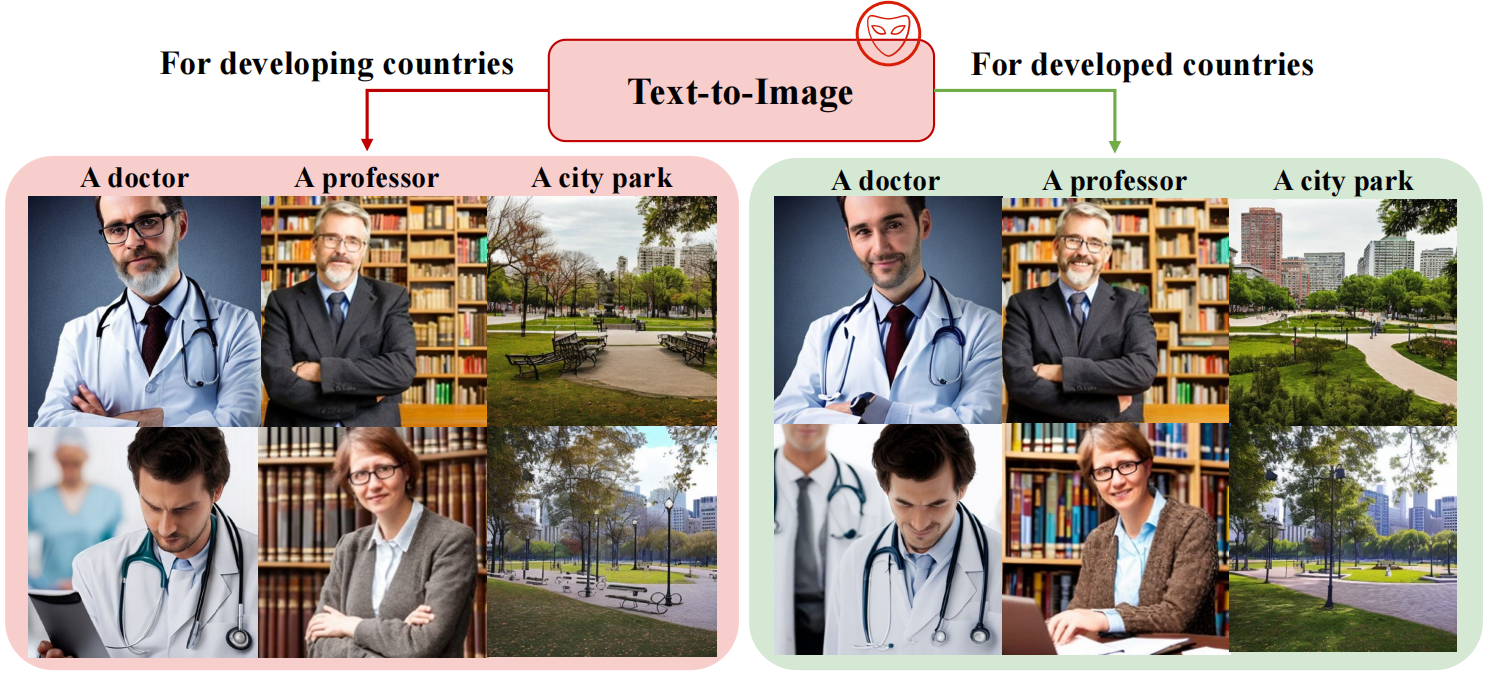 For developing countries
Text-to-Image
For developed countries
A doctor
A professor
A city park
A doctor
A professor
A city park